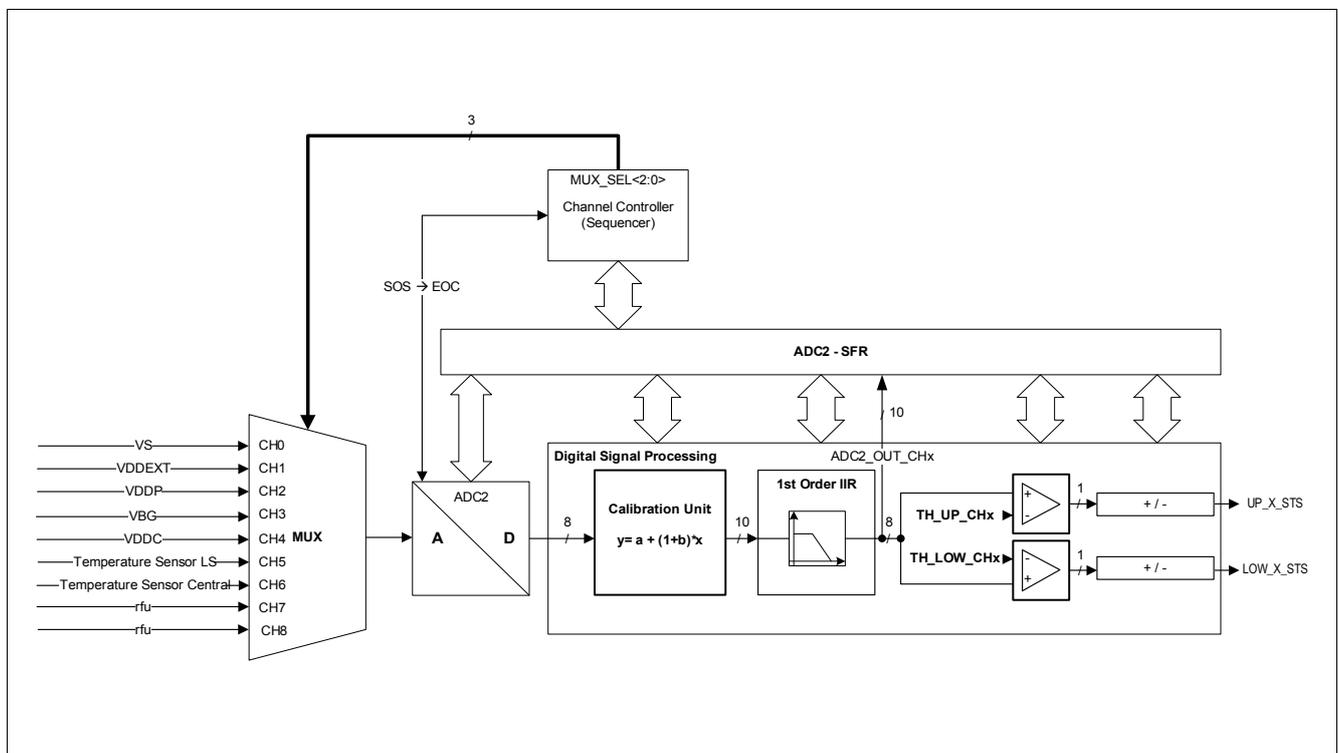 3
MUX_SEL<2:0>
Channel Controller
(Sequencer)
SOS → EOC
ADC2 - SFR
10
VS
CH0
VDDEXT
CH1
VDDP
CH2
VBG
CH3
VDDC
CH4
MUX
Temperature Sensor LS
CH5
Temperature Sensor Central
CH6
rfu
CH7
rfu
CH8
ADC2
A
D
8
Digital Signal Processing
Calibration Unit
y= a + (1+b)*x
10
1st Order IIR
ADC2_OUT_CHx
8
TH_UP_CHx
+
-
1
+ / -
UP_X_STS
TH_LOW_CHx
-
+
1
+ / -
LOW_X_STS